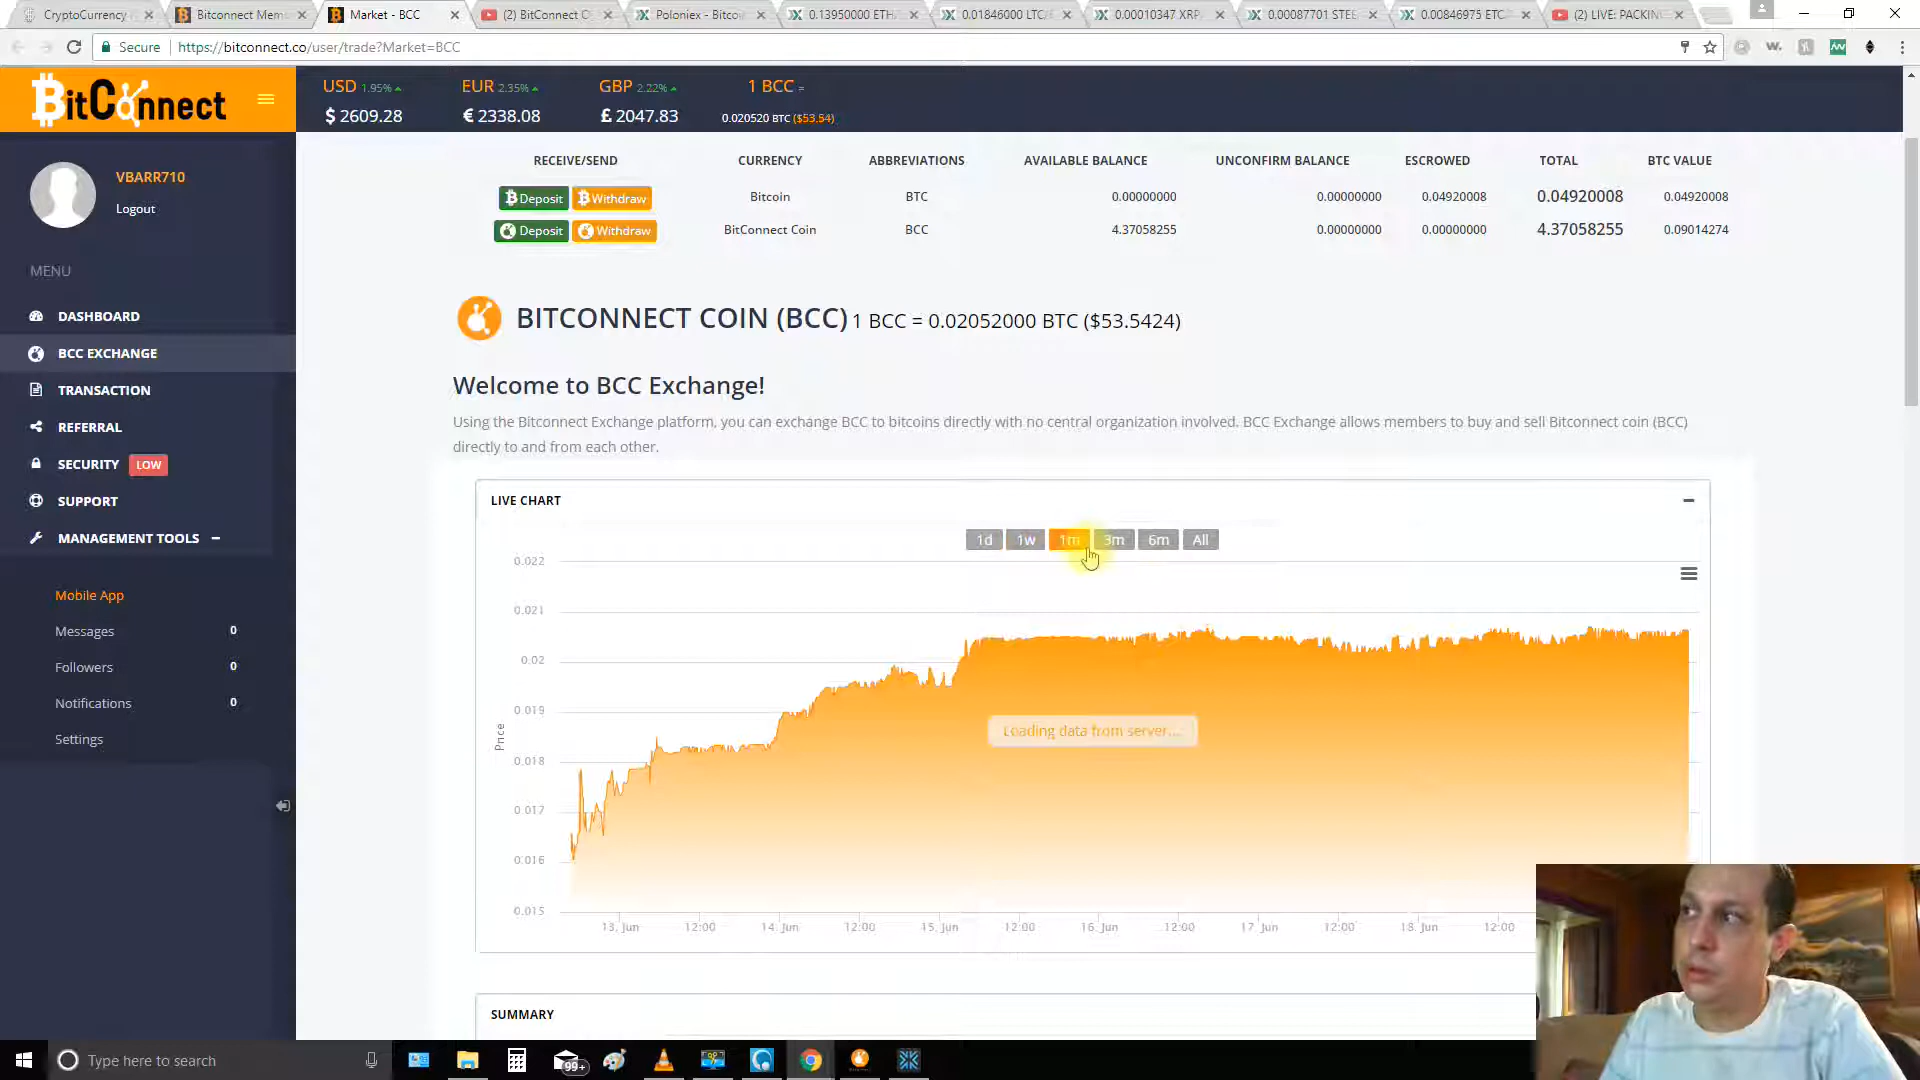 CryptoCurrency
Bitconnect Mem
Market - BCC
(2) BitConnect C
Poloniex - Bitcoi
0.13950000 ETH
0.01846000 LTC/
0.00010347 XRP
0.00087701 STEE
0.00846975 ETC
(2) LIVE: PACKIN
Secure https://bitconnect.co/user/trade?Market=BCC
BitConnect
USD 1.95%
EUR 2.35%
GBP 2.22%
1 BCC =
$ 2609.28
€ 2338.08
£ 2047.83
0.020520 BTC ($53.54)
VBARR710
Logout
MENU
DASHBOARD
BCC EXCHANGE
TRANSACTION
REFERRAL
SECURITY LOW
SUPPORT
MANAGEMENT TOOLS
Mobile App
Messages 0
Followers 0
Notifications 0
Settings
RECEIVE/SEND CURRENCY ABBREVIATIONS AVAILABLE BALANCE UNCONFIRM BALANCE ESCROWED TOTAL BTC VALUE
Deposit Withdraw Bitcoin BTC 0.00000000 0.00000000 0.04920008 0.04920008 0.04920008
Deposit Withdraw BitConnect Coin BCC 4.37058255 0.00000000 0.00000000 4.37058255 0.09014274
BITCONNECT COIN (BCC) 1 BCC = 0.02052000 BTC ($53.5424)
Welcome to BCC Exchange!
Using the Bitconnect Exchange platform, you can exchange BCC to bitcoins directly with no central organization involved. BCC Exchange allows members to buy and sell Bitconnect coin (BCC)
directly to and from each other.
LIVE CHART
1d 1w 1m 3m 6m All
0.022
0.021
0.02
0.019
0.018
0.017
0.016
0.015
Price
Loading data from server...
13. Jun 12:00 14. Jun 12:00 15. Jun 12:00 16. Jun 12:00 17. Jun 12:00 18. Jun 12:00
SUMMARY
Type here to search
99+